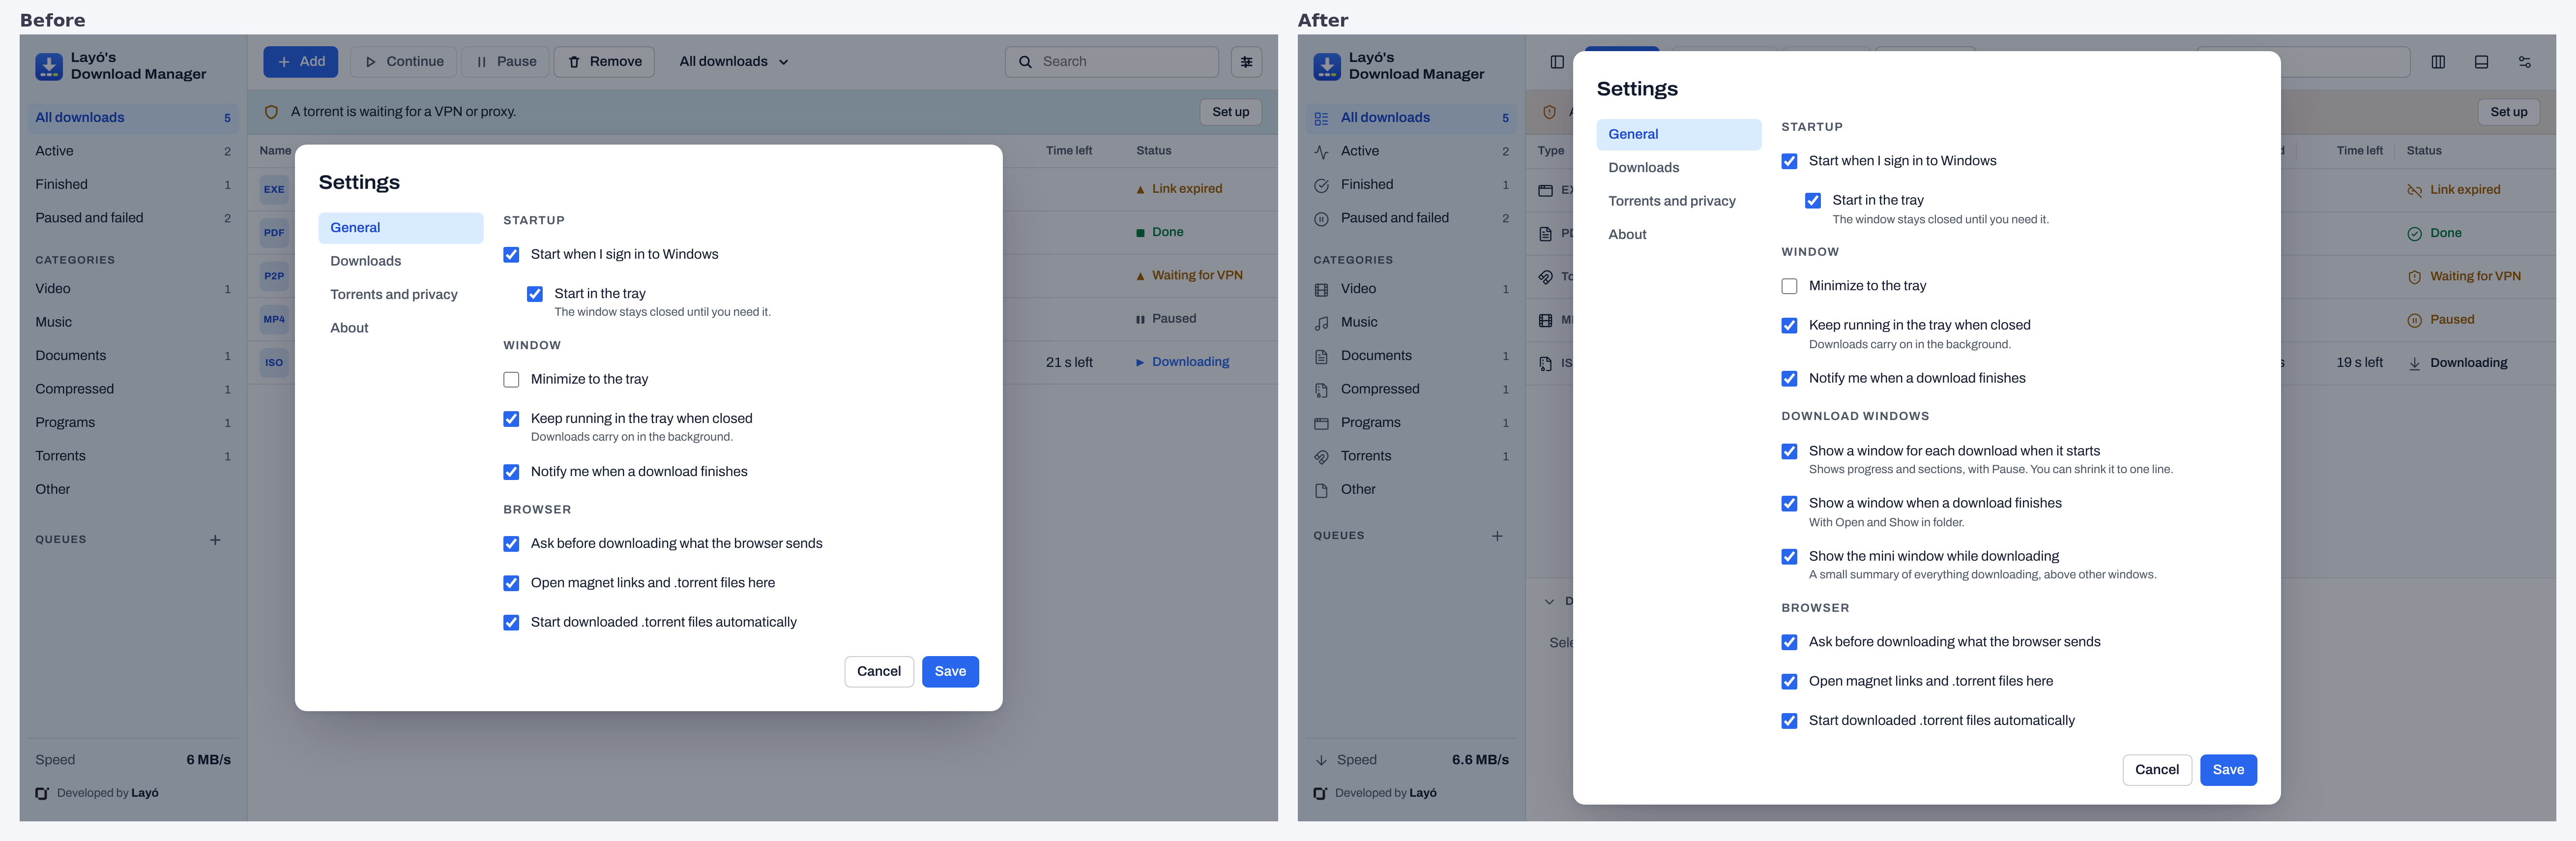 Before
Layó's
Download Manager
Add
Continue
Pause
Remove
All downloads
Search
All downloads 5
Active 2
Finished 1
Paused and failed 2
CATEGORIES
Video 1
Music
Documents 1
Compressed 1
Programs 1
Torrents 1
Other
QUEUES
Speed 6 MB/s
Developed by Layó
A torrent is waiting for a VPN or proxy.
Set up
Name Time left Status
EXE Link expired
PDF Done
P2P Waiting for VPN
MP4 Paused
ISO 21 s left Downloading
Settings
General
Downloads
Torrents and privacy
About
STARTUP
Start when I sign in to Windows
Start in the tray
The window stays closed until you need it.
WINDOW
Minimize to the tray
Keep running in the tray when closed
Downloads carry on in the background.
Notify me when a download finishes
BROWSER
Ask before downloading what the browser sends
Open magnet links and .torrent files here
Start downloaded .torrent files automatically
Cancel
Save
After
Layó's
Download Manager
All downloads 5
Active 2
Finished 1
Paused and failed 2
CATEGORIES
Video 1
Music
Documents 1
Compressed 1
Programs 1
Torrents 1
Other
QUEUES
Speed 6.6 MB/s
Developed by Layó
Set up
Type Time left Status
Link expired
Done
Waiting for VPN
Paused
19 s left Downloading
Settings
General
Downloads
Torrents and privacy
About
STARTUP
Start when I sign in to Windows
Start in the tray
The window stays closed until you need it.
WINDOW
Minimize to the tray
Keep running in the tray when closed
Downloads carry on in the background.
Notify me when a download finishes
DOWNLOAD WINDOWS
Show a window for each download when it starts
Shows progress and sections, with Pause. You can shrink it to one line.
Show a window when a download finishes
With Open and Show in folder.
Show the mini window while downloading
A small summary of everything downloading, above other windows.
BROWSER
Ask before downloading what the browser sends
Open magnet links and .torrent files here
Start downloaded .torrent files automatically
Cancel
Save